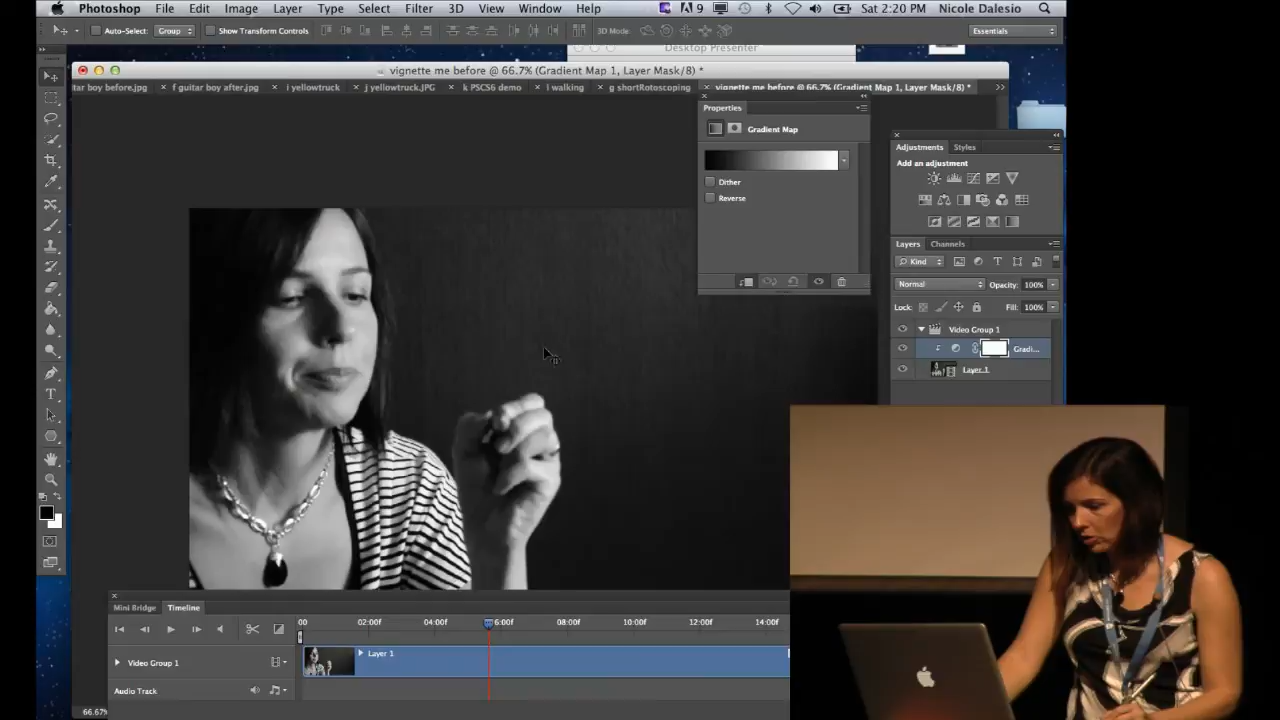 Photoshop File Edit Image Layer Type Select Filter 3D View Window Help 9 Sat 2:20 PM Nicole Dalesio
Auto-Select: Group Show Transform Controls 3D Mode: Essentials
Desktop Presenter
vignette me before @ 66.7% (Gradient Map 1, Layer Mask/8) *
tar boy before.jpg f guitar boy after.jpg i yellowtruck j yellowtruck.JPG k PSCS6 demo l walking g shortRotoscoping vignette me before @ 66.7% (Gradient Map 1, Layer Mask/8) *
Properties
Gradient Map
Dither
Reverse
Adjustments Styles
Add an adjustment
Layers Channels
Kind
Normal Opacity: 100%
Lock: Fill: 100%
Video Group 1
Gradi...
Layer 1
Mini Bridge Timeline
00 02:00f 04:00f 6:00f 08:00f 10:00f 12:00f 14:00f
Video Group 1 Layer 1
Audio Track
66.67%